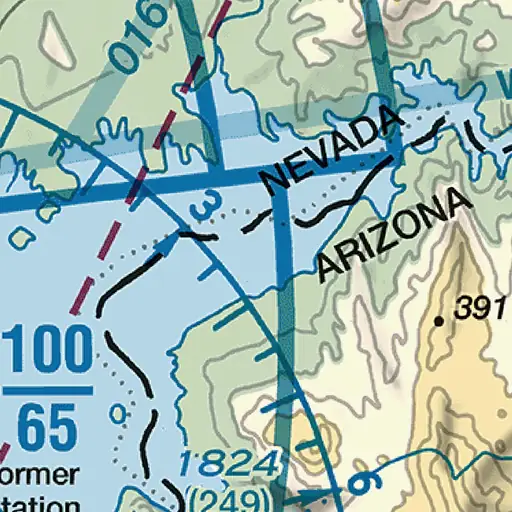 016
NEVADA
3
ARIZONA
391
100
65
ormer
tation
1824
(249)
6